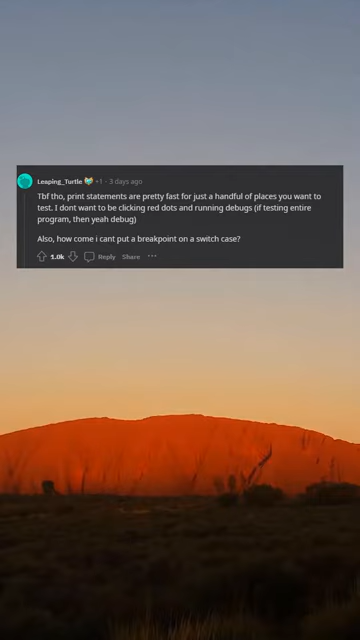 Leaping_Turtle • 3 days ago
Tbf tho, print statements are pretty fast for just a handful of places you want to
test. I dont want to be clicking red dots and running debugs (if testing entire
program, then yeah debug)
Also, how come i cant put a breakpoint on a switch case?
1.0k Reply Share ···